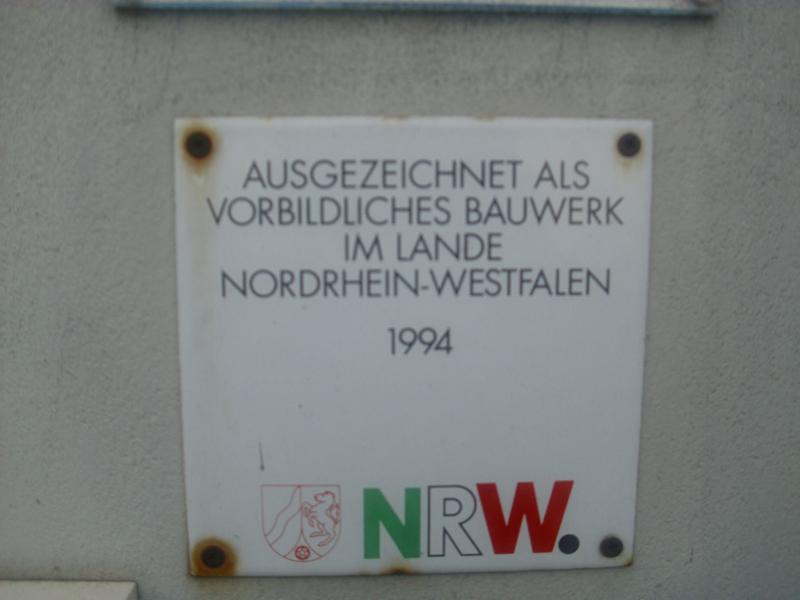 AUSGEZEICHNET ALS
VORBILDLICHES BAUWERK
IM LANDE
NORDRHEIN-WESTFALEN
1994
NRW.